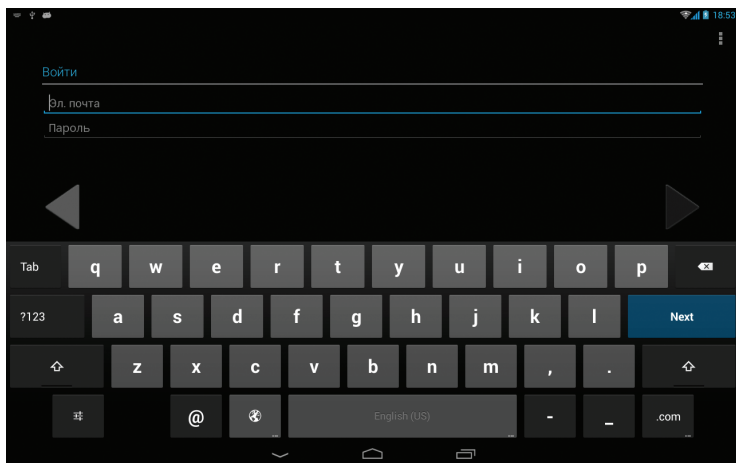 18:53
Войти
Эл. почта
Пароль
Tab q w e r t y u i o p
?123 a s d f g h j k l Next
z x c v b n m , .
@ English (US) - _ .com